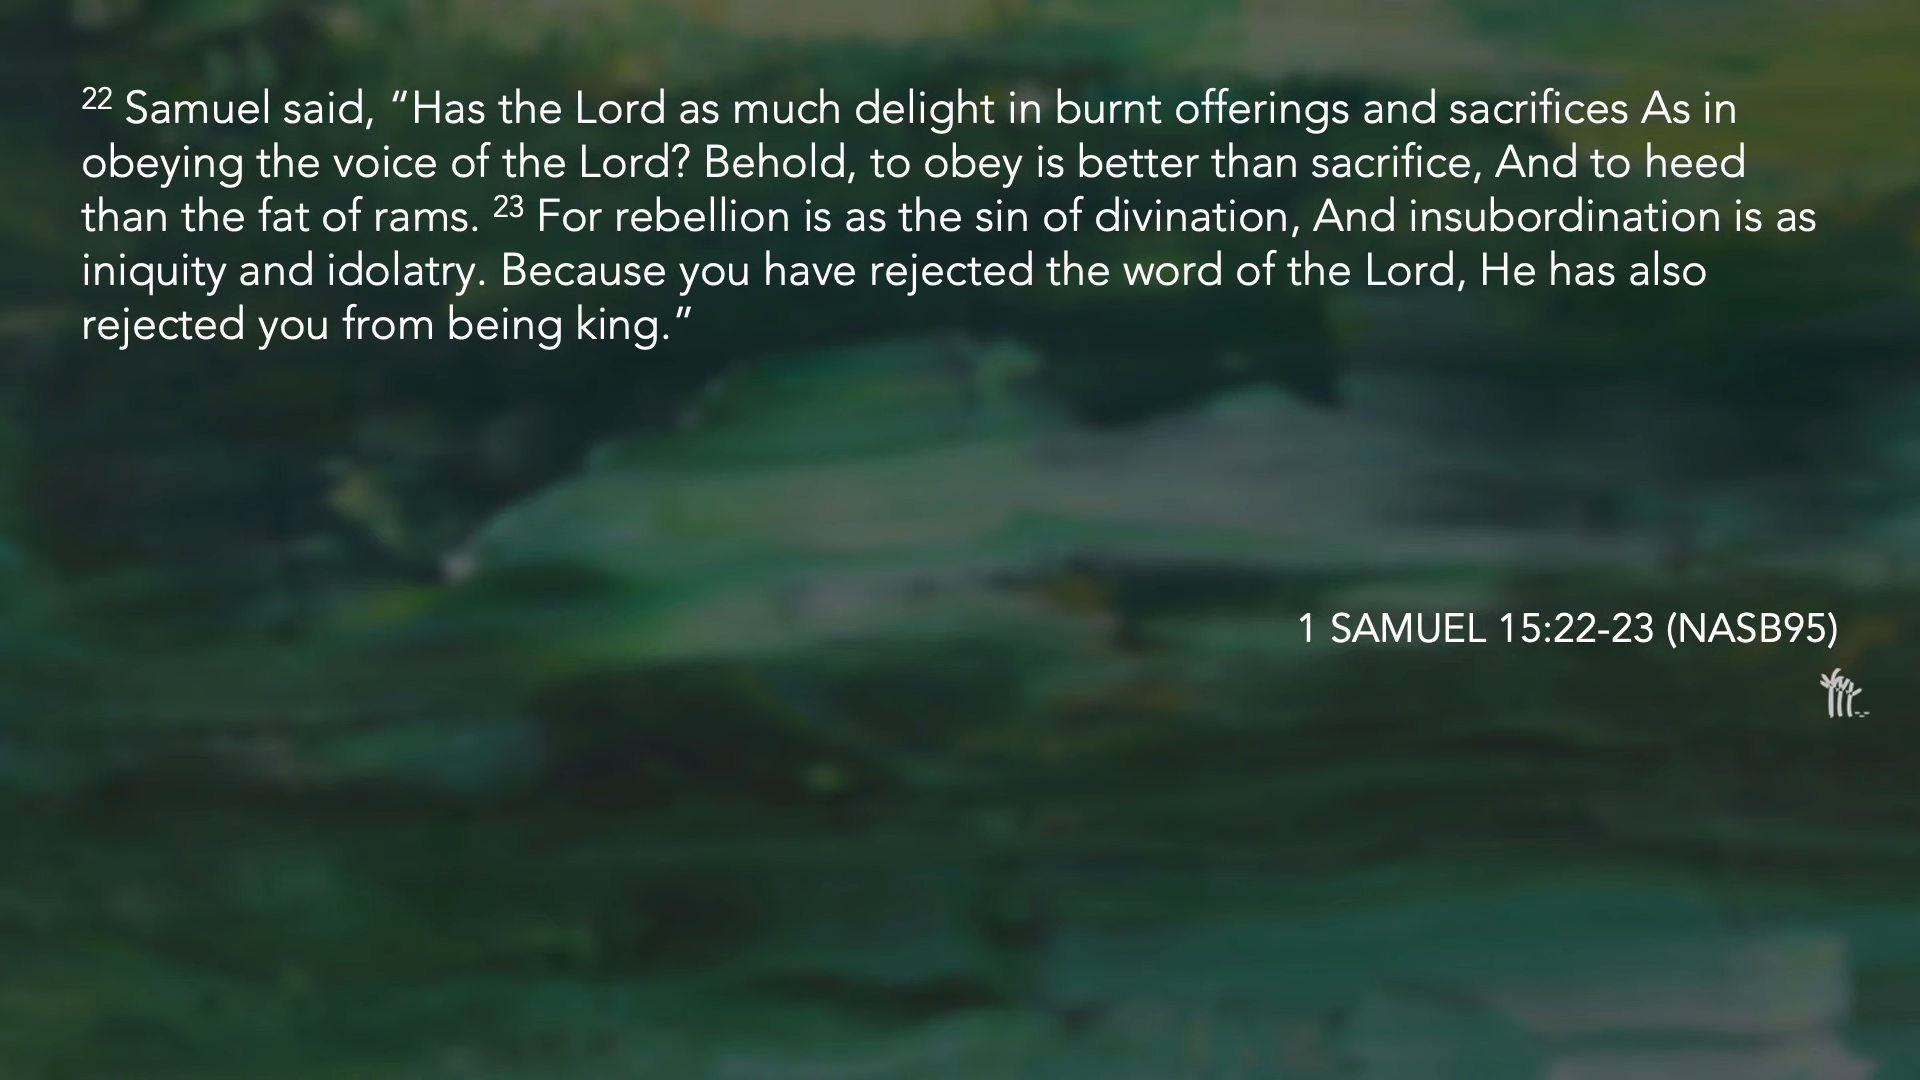 22 Samuel said, “Has the Lord as much delight in burnt offerings and sacrifices As in
obeying the voice of the Lord? Behold, to obey is better than sacrifice, And to heed
than the fat of rams. 23 For rebellion is as the sin of divination, And insubordination is as
iniquity and idolatry. Because you have rejected the word of the Lord, He has also
rejected you from being king.”
1 SAMUEL 15:22-23 (NASB95)